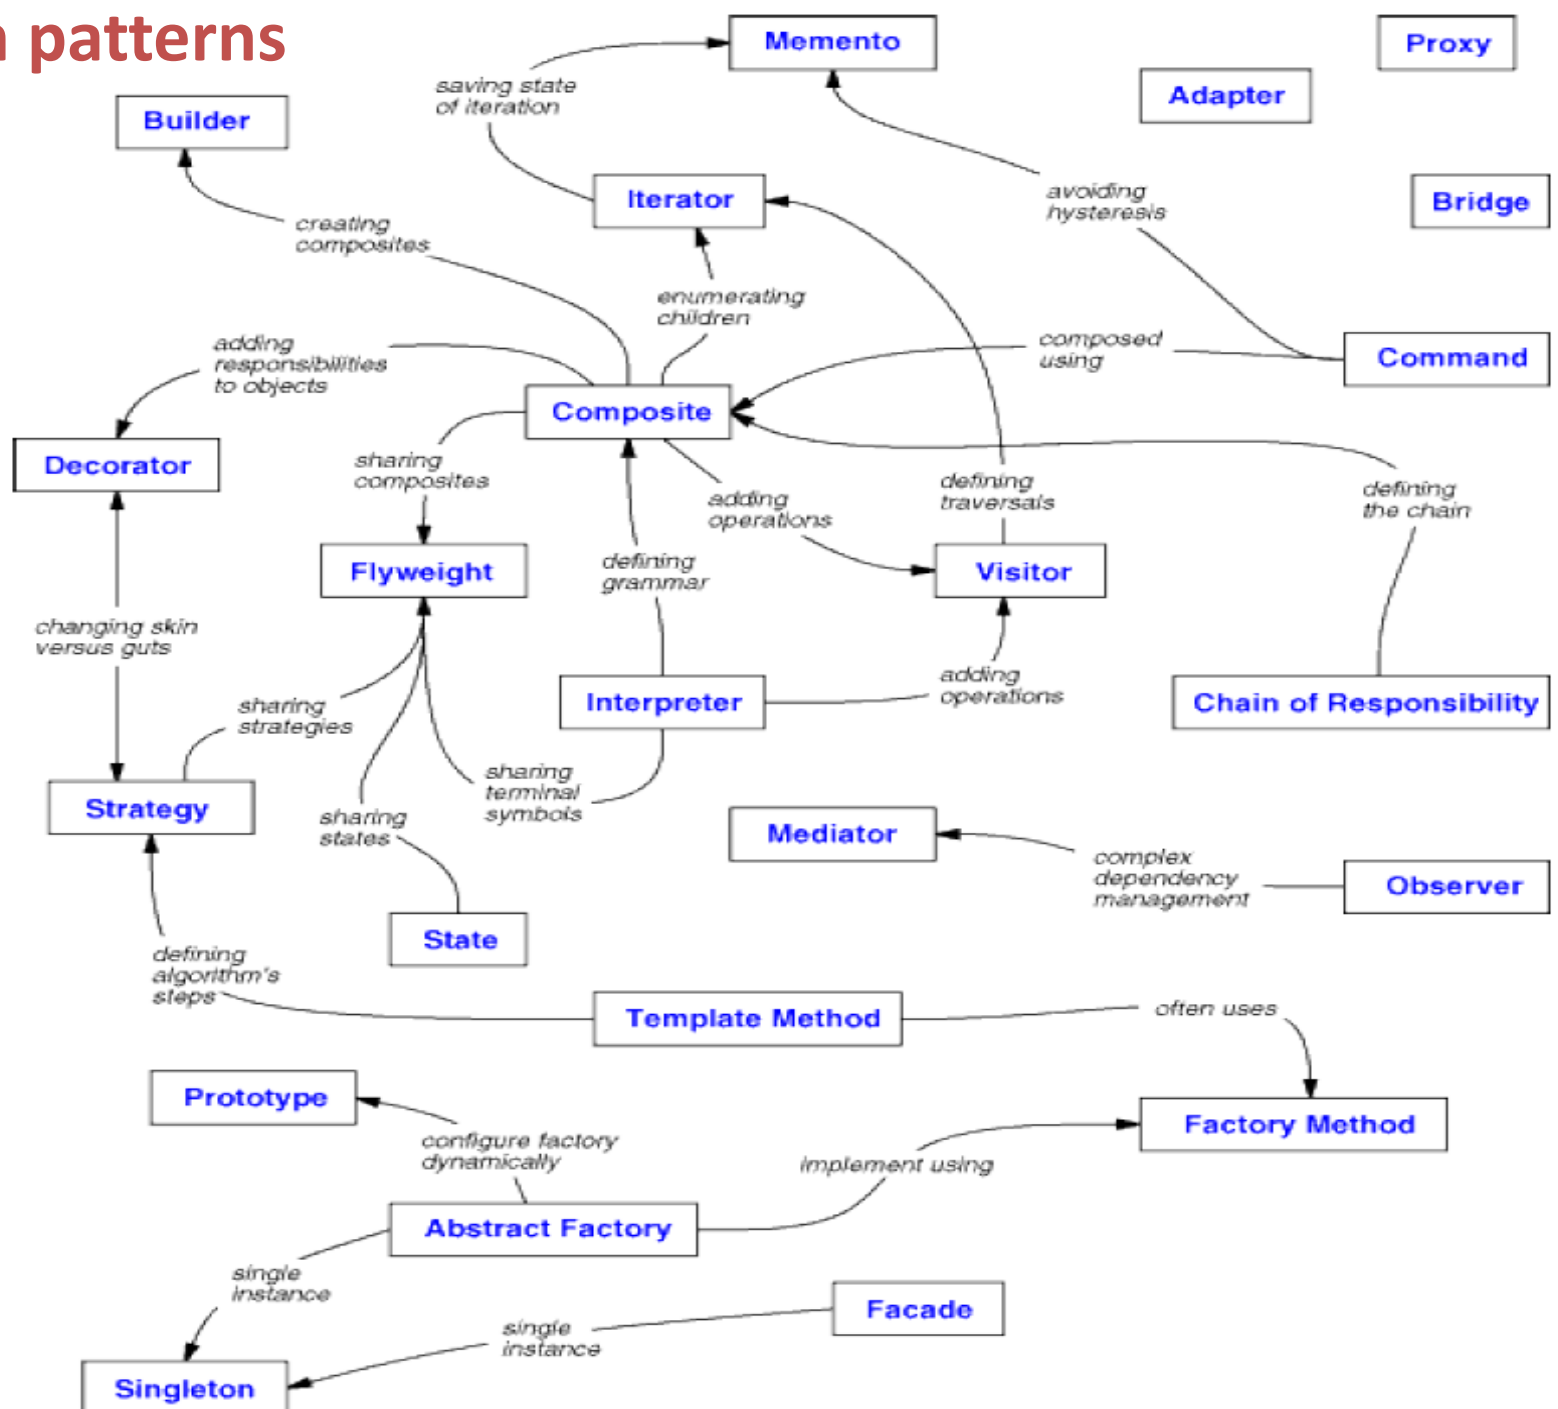 n patterns
Memento
Proxy
saving state
of iteration
Adapter
Builder
Iterator
avoiding
hysteresis
Bridge
creating
composites
enumerating
children
adding
responsibilities
to objects
composed
using
Command
Composite
Decorator
sharing
composites
adding
operations
defining
traversals
defining
the chain
Flyweight
defining
grammar
Visitor
changing skin
versus guts
sharing
strategies
Interpreter
adding
operations
Chain of Responsibility
sharing
terminal
symbols
Strategy
sharing
states
Mediator
complex
dependency
management
Observer
State
defining
algorithm's
steps
Template Method
often uses
Prototype
Factory Method
configure factory
dynamically
implement using
Abstract Factory
single
instance
Facade
single
instance
Singleton